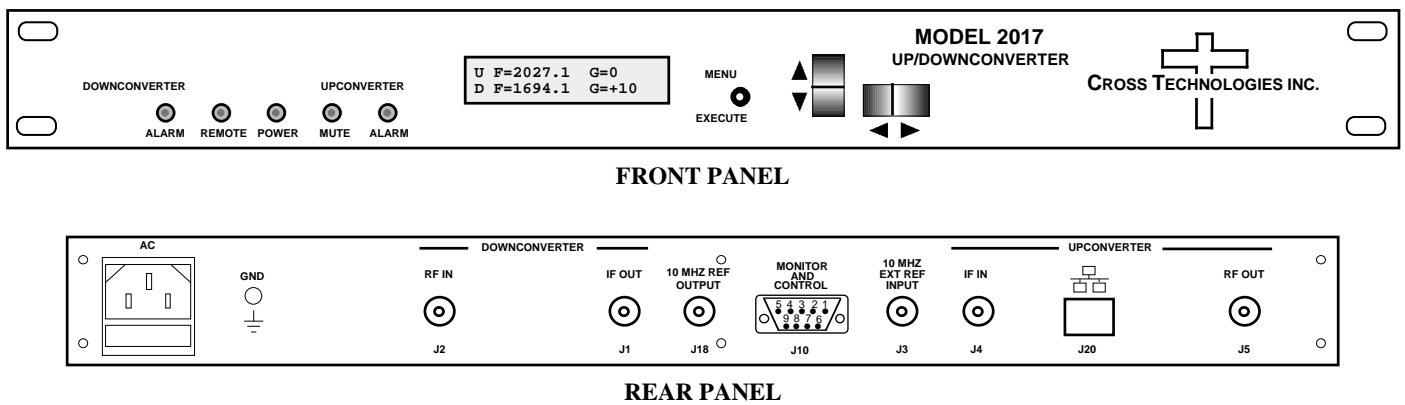 MODEL 2017
UP/DOWNCONVERTER
CROSS TECHNOLOGIES INC.
U F=2027.1 G=0
D F=1694.1 G=+10
MENU
EXECUTE
DOWNCONVERTER
UPCONVERTER
ALARM REMOTE POWER MUTE ALARM
FRONT PANEL
AC
GND
DOWNCONVERTER
RF IN
J2
IF OUT
J1
10 MHZ REF
OUTPUT
J18
MONITOR
AND
CONTROL
5 4 3 2 1
9 8 7 6
J10
10 MHZ
EXT REF
INPUT
J3
UPCONVERTER
IF IN
J4
J20
RF OUT
J5
REAR PANEL